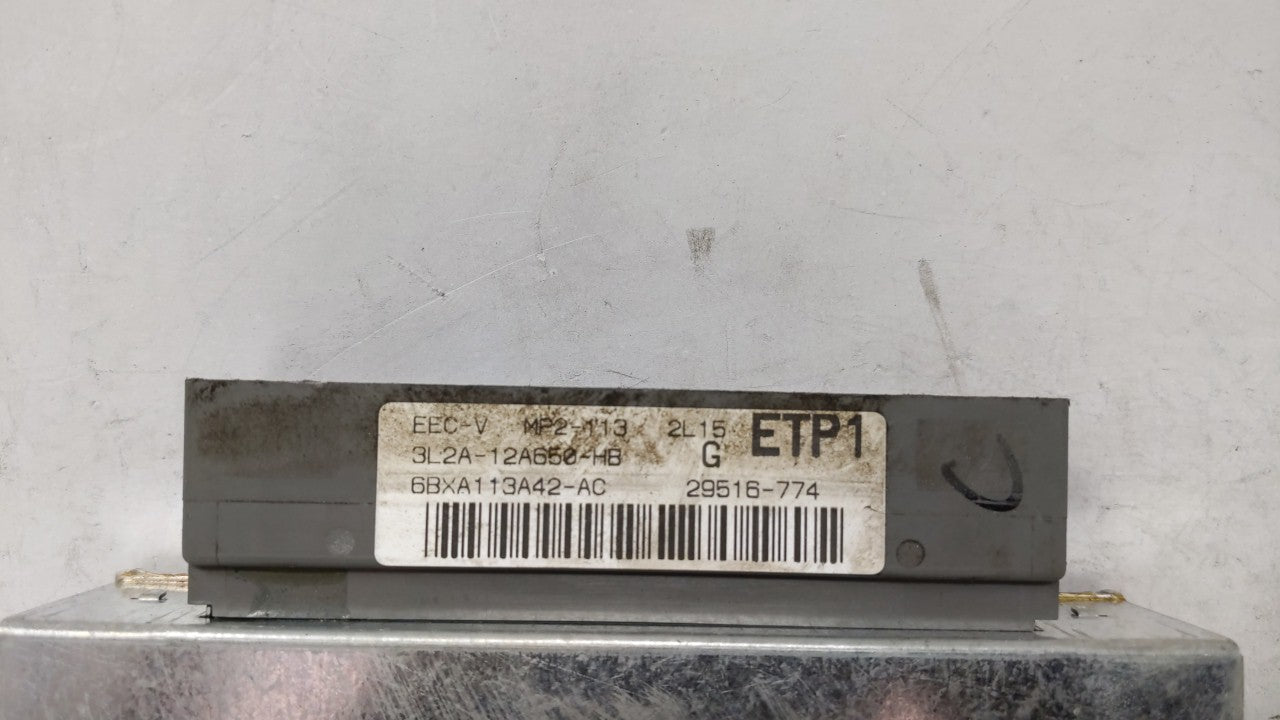 EEC-V MP2-113 2L15 ETP1
3L2A-12A650-HB G
6BXA113A42-AC 29516-774